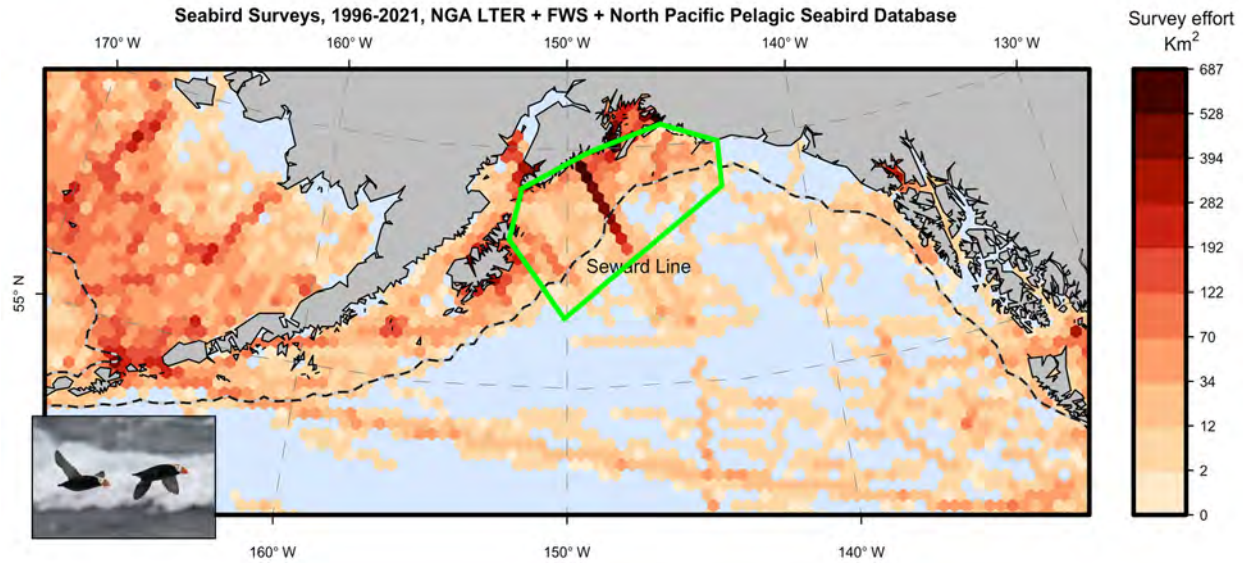 Seabird Surveys, 1996-2021, NGA LTER + FWS + North Pacific Pelagic Seabird Database
Survey effort
Km²
170° W
160° W
150° W
140° W
130° W
687
528
394
282
192
122
70
34
12
2
0
55° N
Seward Line
160° W
150° W
140° W